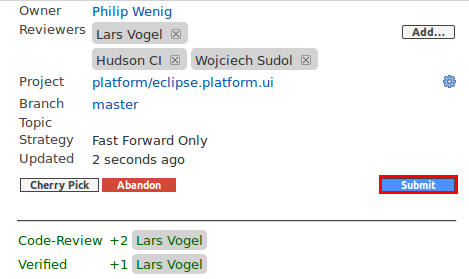 Owner Philip Wenig
Reviewers Lars Vogel Add...
Hudson CI Wojciech Sudol
Project platform/eclipse.platform.ui
Branch master
Topic
Strategy Fast Forward Only
Updated 2 seconds ago
Cherry Pick Abandon Submit
Code-Review +2 Lars Vogel
Verified +1 Lars Vogel